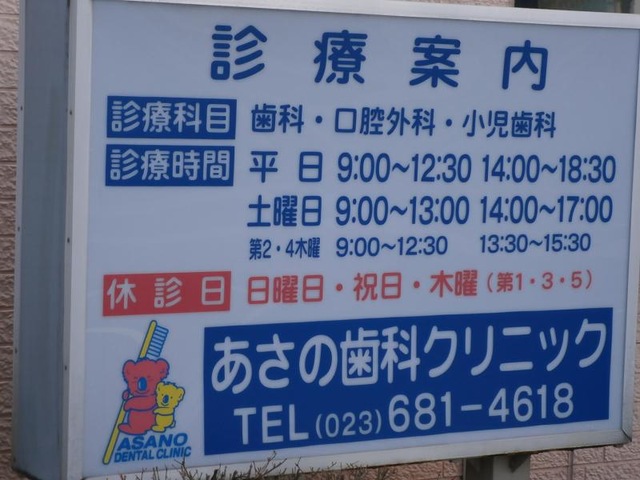 診療案内
診療科目 歯科・口腔外科・小児歯科
診療時間 平日 9:00~12:30 14:00~18:30
土曜日 9:00~13:00 14:00~17:00
第2・4木曜 9:00~12:30 13:30~15:30
休診日 日曜日・祝日・木曜(第1・3・5)
あさの歯科クリニック
TEL(023)681-4618
ASANO
DENTAL CLINIC